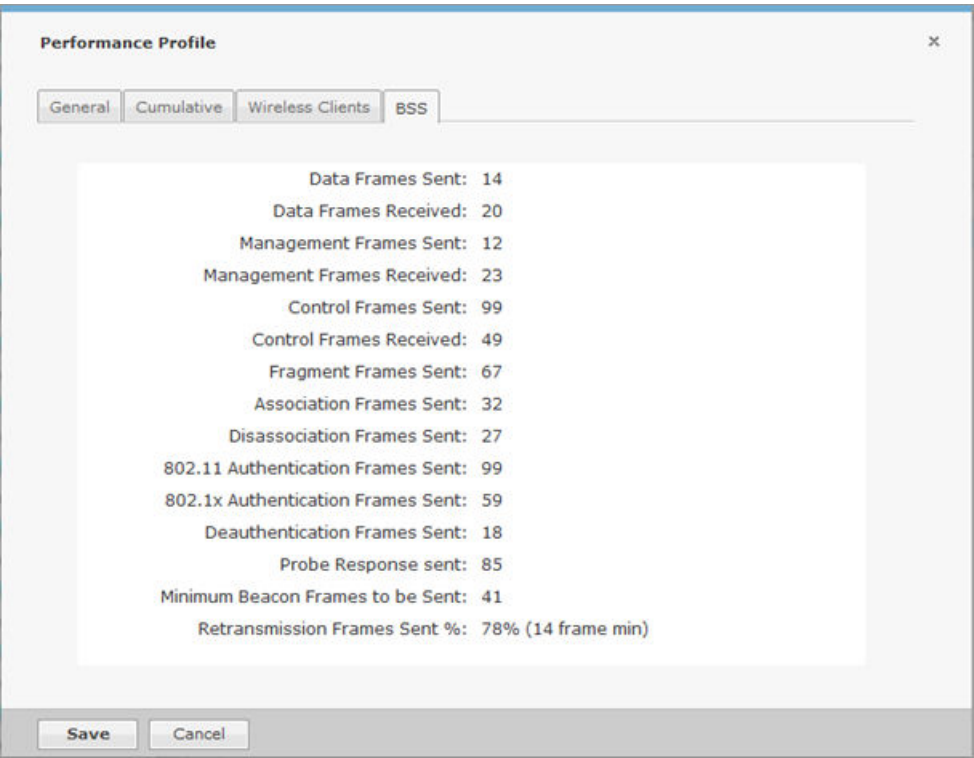 Performance Profile ×
General Cumulative Wireless Clients BSS
Data Frames Sent: 14
Data Frames Received: 20
Management Frames Sent: 12
Management Frames Received: 23
Control Frames Sent: 99
Control Frames Received: 49
Fragment Frames Sent: 67
Association Frames Sent: 32
Disassociation Frames Sent: 27
802.11 Authentication Frames Sent: 99
802.1x Authentication Frames Sent: 59
Deauthentication Frames Sent: 18
Probe Response sent: 85
Minimum Beacon Frames to be Sent: 41
Retransmission Frames Sent %: 78% (14 frame min)
Save Cancel